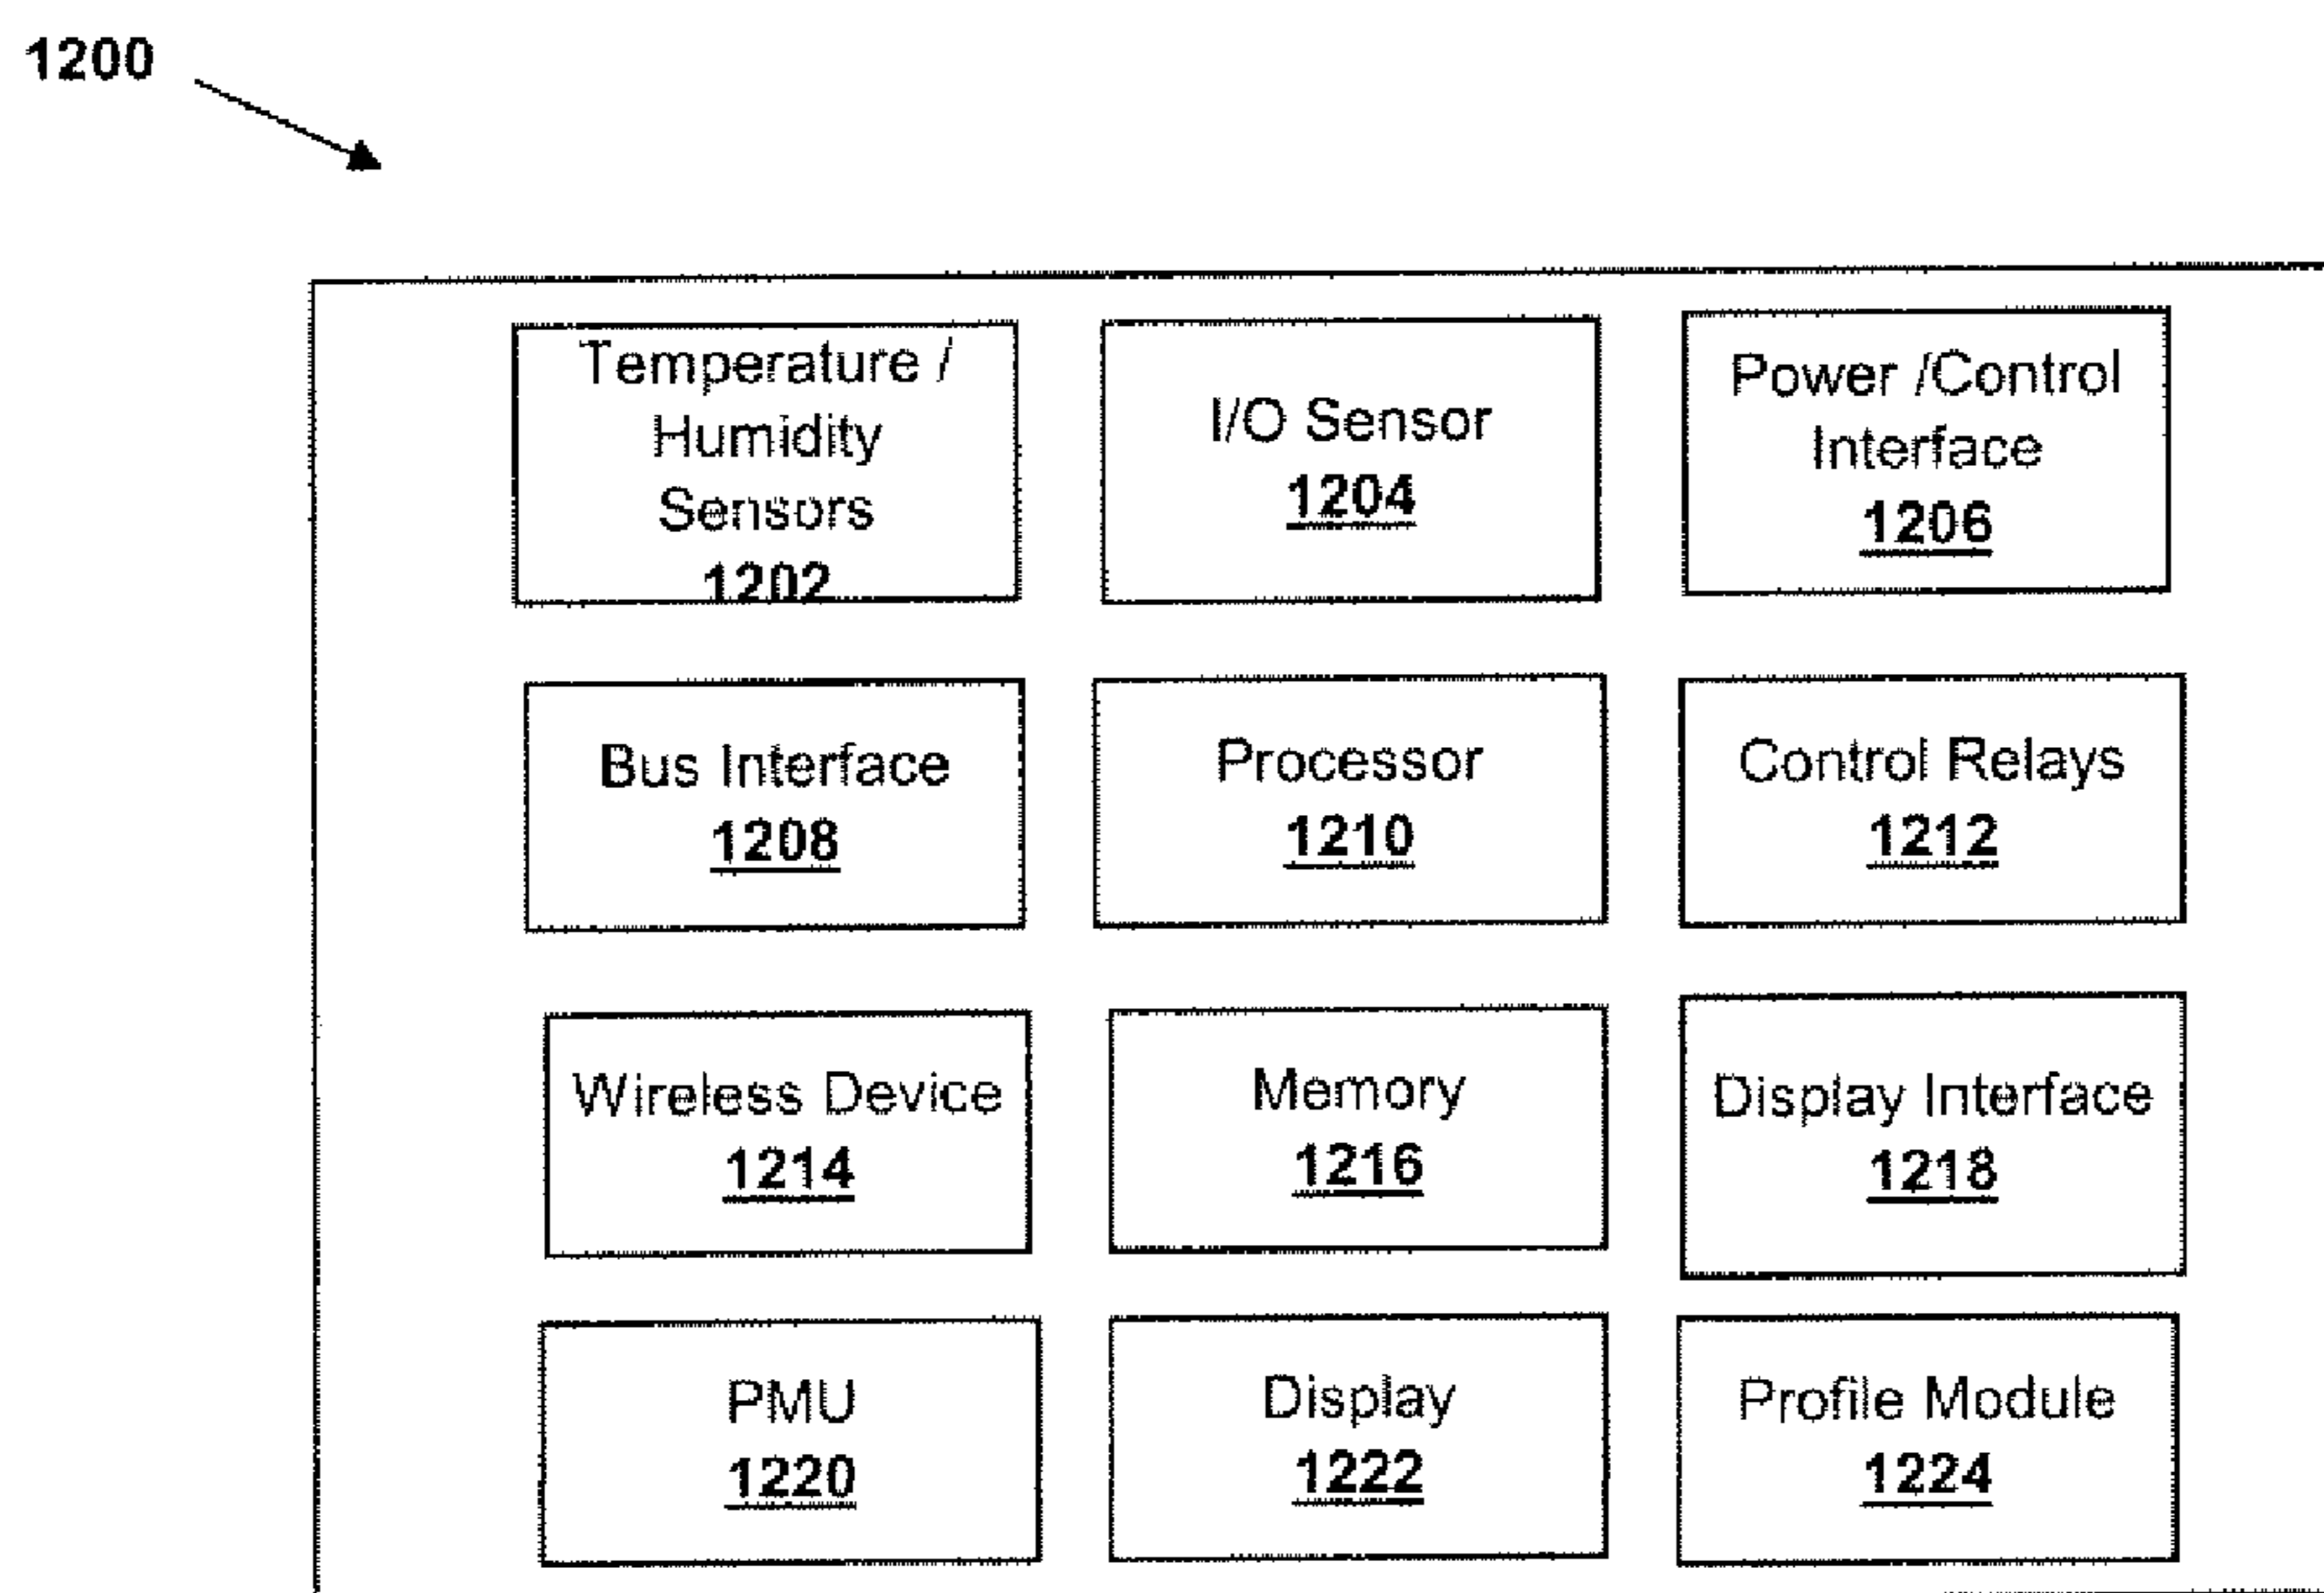 1200
Temperature /
Humidity
Sensors
1202
I/O Sensor
1204
Power /Control
Interface
1206
Bus Interface
1208
Processor
1210
Control Relays
1212
Wireless Device
1214
Memory
1216
Display Interface
1218
PMU
1220
Display
1222
Profile Module
1224